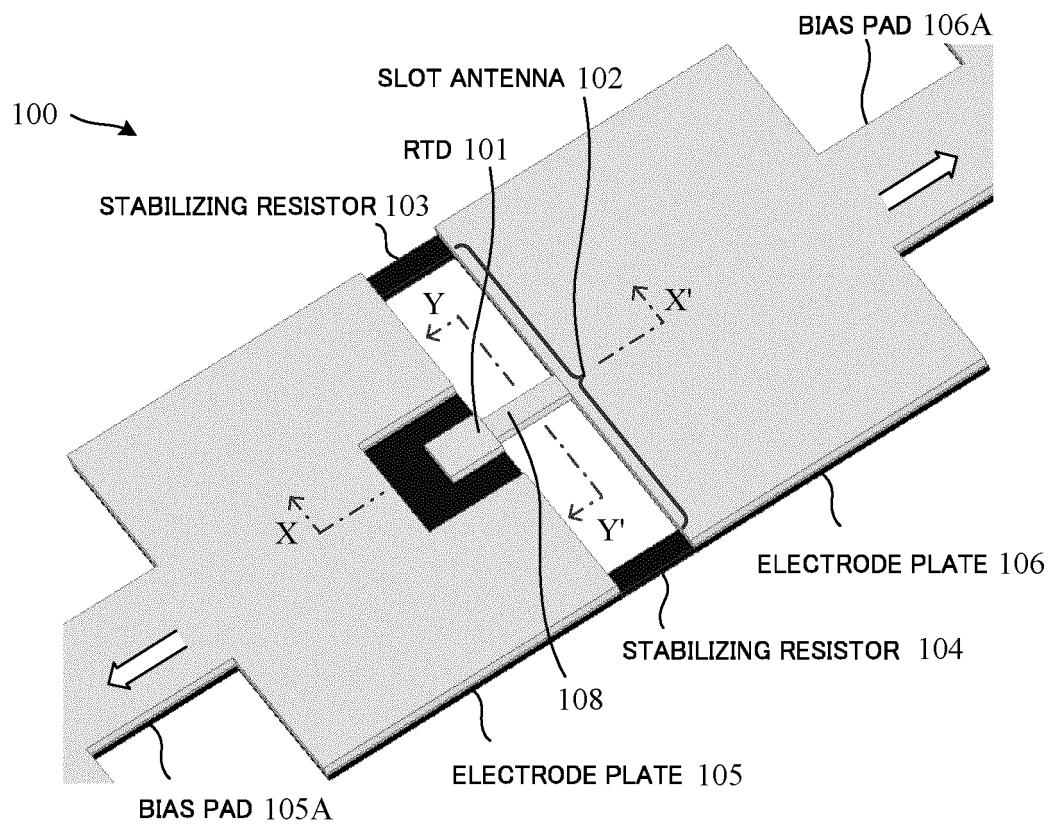 BIAS PAD 106A
SLOT ANTENNA 102
100
RTD 101
STABILIZING RESISTOR 103
Y
X'
X
Y'
ELECTRODE PLATE 106
STABILIZING RESISTOR 104
108
ELECTRODE PLATE 105
BIAS PAD 105A